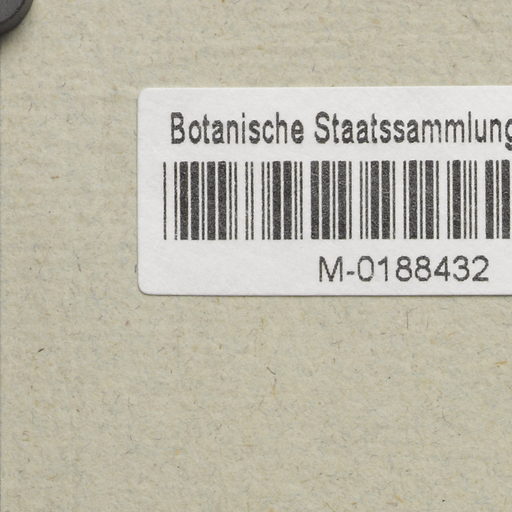 Botanische Staatssammlung
M-0188432